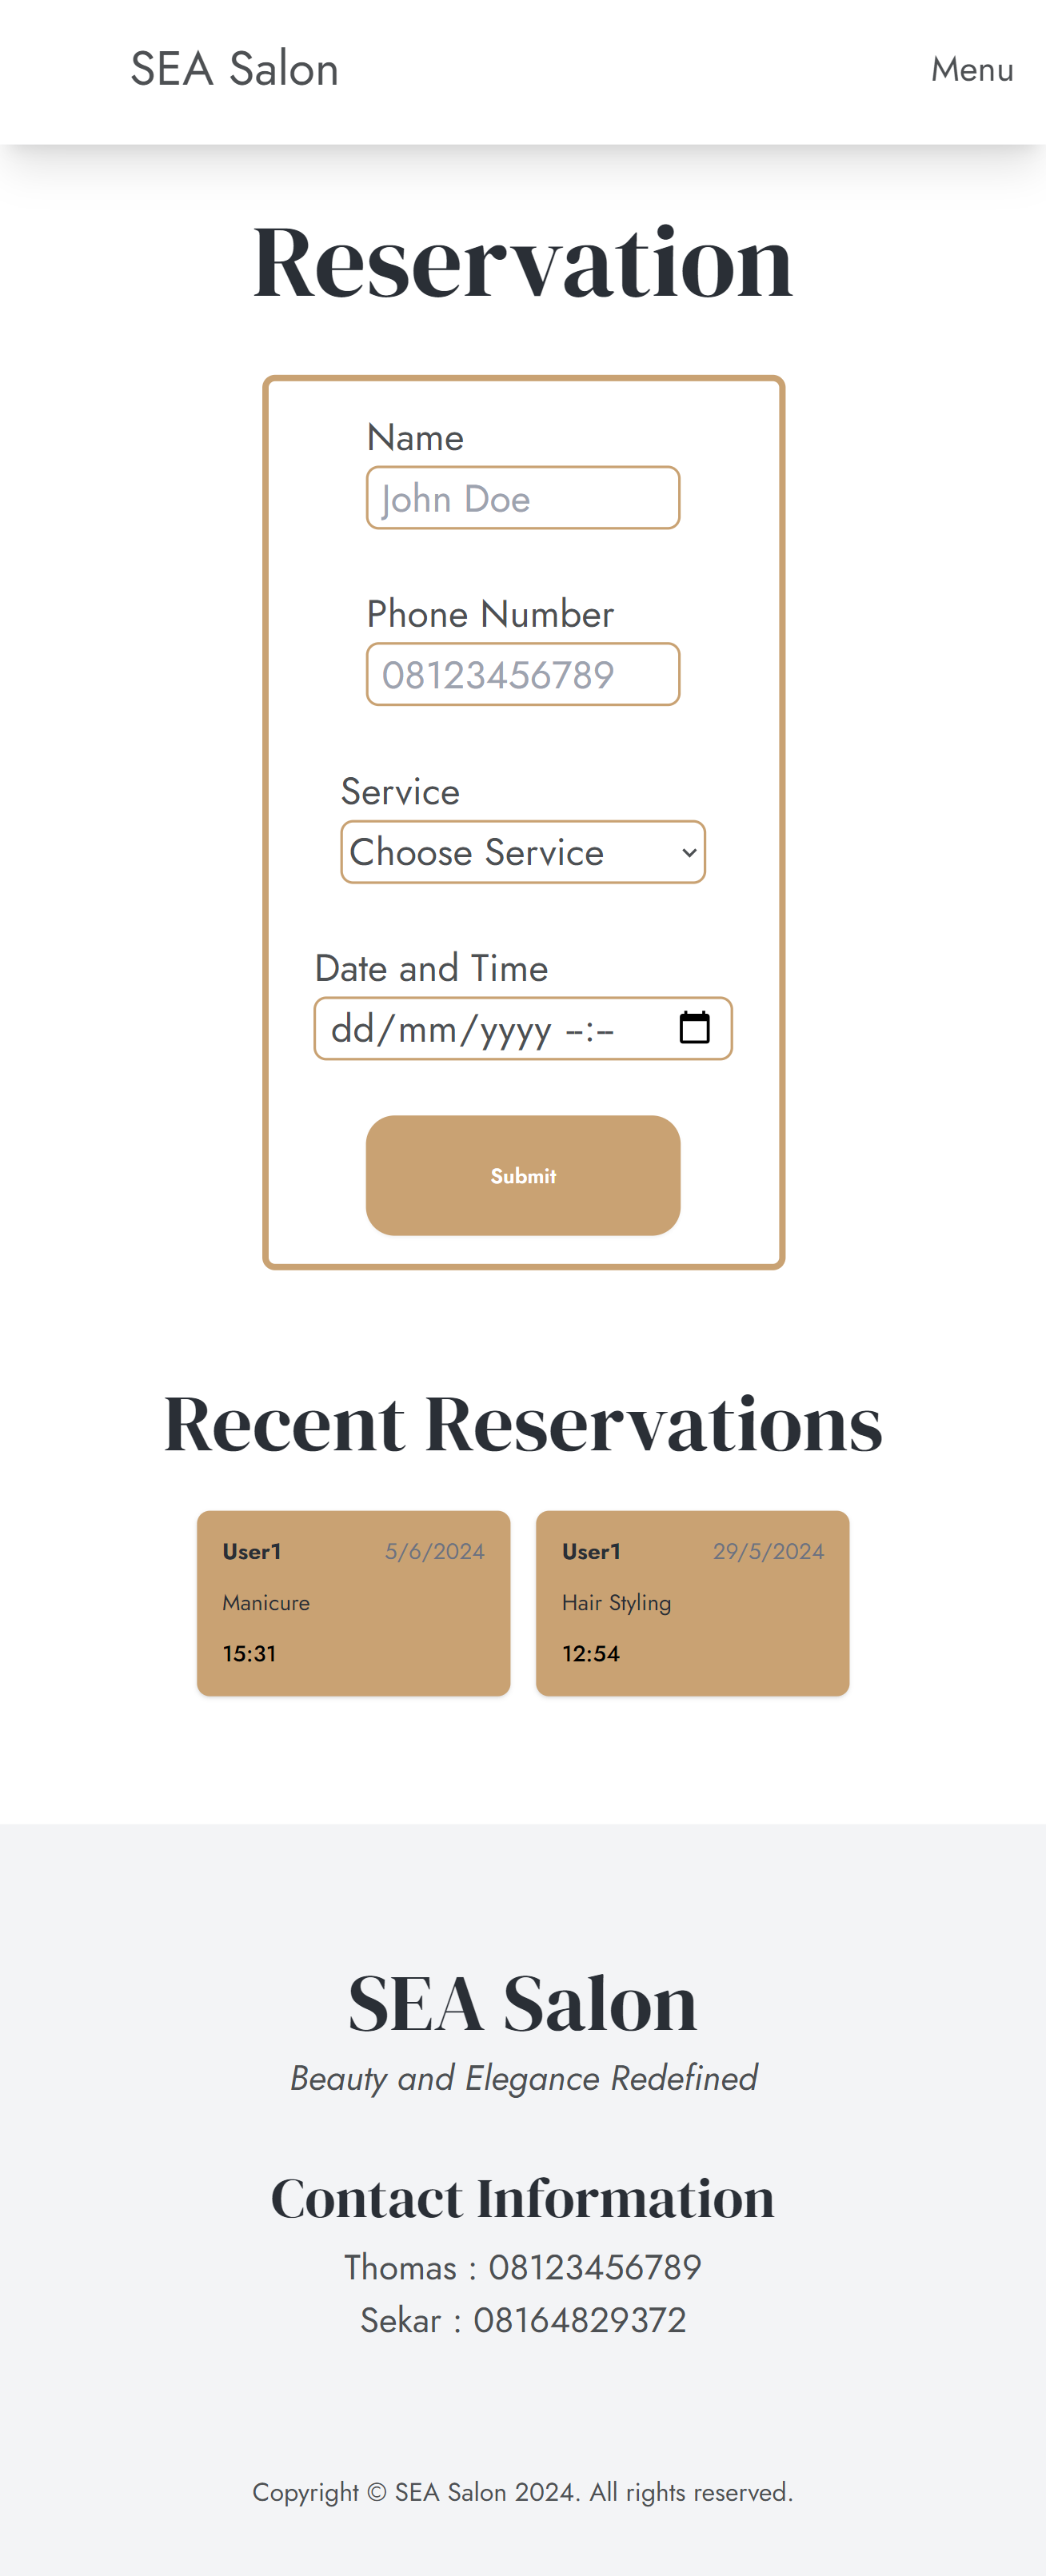 SEA Salon
Menu
Reservation
Name
John Doe
Phone Number
08123456789
Service
Choose Service
Date and Time
dd/mm/yyyy --:--
Submit
Recent Reservations
User1 5/6/2024
Manicure
15:31
User1 29/5/2024
Hair Styling
12:54
SEA Salon
Beauty and Elegance Redefined
Contact Information
Thomas : 08123456789
Sekar : 08164829372
Copyright © SEA Salon 2024. All rights reserved.